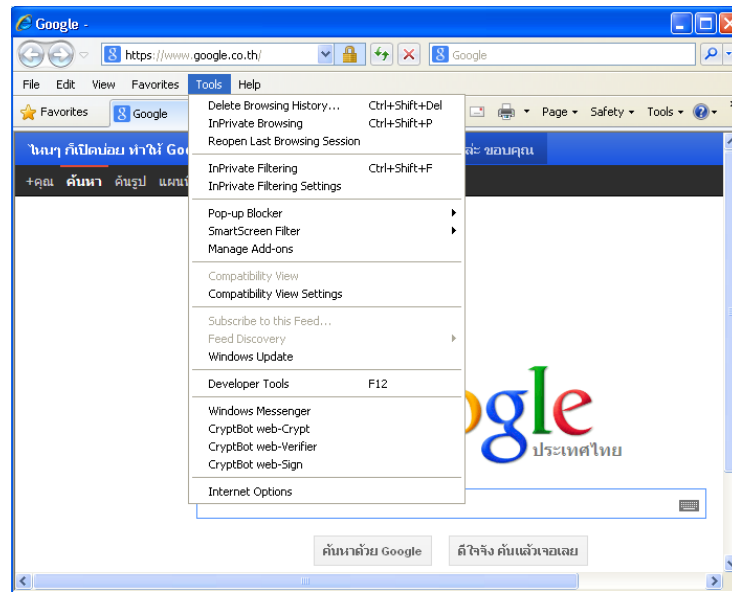 Google -
https://www.google.co.th/
Google
File Edit View Favorites Tools Help
Favorites
Google
Page
Safety
Tools
Delete Browsing History... Ctrl+Shift+Del
InPrivate Browsing Ctrl+Shift+P
Reopen Last Browsing Session
InPrivate Filtering Ctrl+Shift+F
InPrivate Filtering Settings
Pop-up Blocker
SmartScreen Filter
Manage Add-ons
Compatibility View
Compatibility View Settings
Subscribe to this Feed...
Feed Discovery
Windows Update
Developer Tools F12
Windows Messenger
CryptBot web-Crypt
CryptBot web-Verifier
CryptBot web-Sign
Internet Options
ไหนๆ ก็เปิดบ่อย ทำให้ Goo
ล่ะ ขอบคุณ
+คุณ ค้นหา ค้นรูป แผนที่
ogle
ประเทศไทย
ค้นหาด้วย Google
ดีใจจัง ค้นแล้วเจอเลย